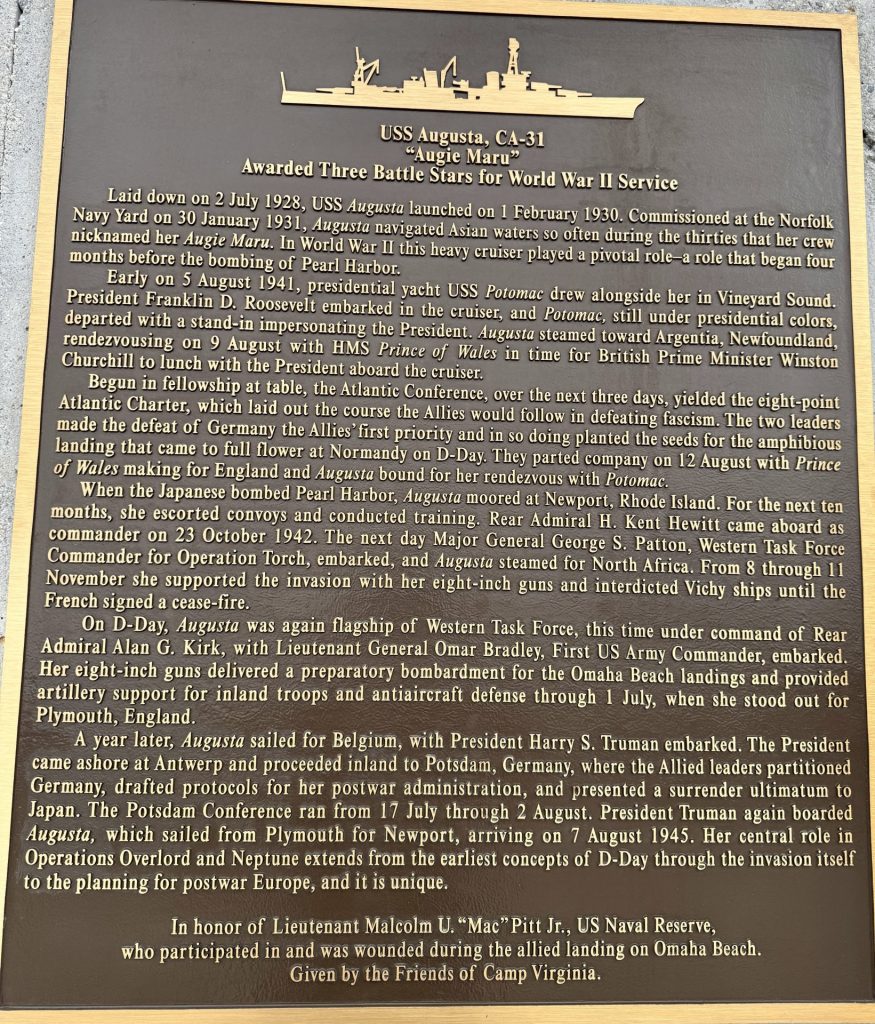 USS Augusta, CA-31
“Augie Maru”
Awarded Three Battle Stars for World War II Service
Laid down on 2 July 1928, USS Augusta launched on 1 February 1930. Commissioned at the Norfolk
Navy Yard on 30 January 1931, Augusta navigated Asian waters so often during the thirties that her crew
nicknamed her Augie Maru. In World War II this heavy cruiser played a pivotal role–a role that began four
months before the bombing of Pearl Harbor.
Early on 5 August 1941, presidential yacht USS Potomac drew alongside her in Vineyard Sound.
President Franklin D. Roosevelt embarked in the cruiser, and Potomac, still under presidential colors,
departed with a stand-in impersonating the President. Augusta steamed toward Argentia, Newfoundland,
rendezvousing on 9 August with HMS Prince of Wales in time for British Prime Minister Winston
Churchill to lunch with the President aboard the cruiser.
Begun in fellowship at table, the Atlantic Conference, over the next three days, yielded the eight-point
Atlantic Charter, which laid out the course the Allies would follow in defeating fascism. The two leaders
made the defeat of Germany the Allies’ first priority and in so doing planted the seeds for the amphibious
landing that came to full flower at Normandy on D-Day. They parted company on 12 August with Prince
of Wales making for England and Augusta bound for her rendezvous with Potomac.
When the Japanese bombed Pearl Harbor, Augusta moored at Newport, Rhode Island. For the next ten
months, she escorted convoys and conducted training. Rear Admiral H. Kent Hewitt came aboard as
commander on 23 October 1942. The next day Major General George S. Patton, Western Task Force
Commander for Operation Torch, embarked, and Augusta steamed for North Africa. From 8 through 11
November she supported the invasion with her eight-inch guns and interdicted Vichy ships until the
French signed a cease-fire.
On D-Day, Augusta was again flagship of Western Task Force, this time under command of Rear
Admiral Alan G. Kirk, with Lieutenant General Omar Bradley, First US Army Commander, embarked.
Her eight-inch guns delivered a preparatory bombardment for the Omaha Beach landings and provided
artillery support for inland troops and antiaircraft defense through 1 July, when she stood out for
Plymouth, England.
A year later, Augusta sailed for Belgium, with President Harry S. Truman embarked. The President
came ashore at Antwerp and proceeded inland to Potsdam, Germany, where the Allied leaders partitioned
Germany, drafted protocols for her postwar administration, and presented a surrender ultimatum to
Japan. The Potsdam Conference ran from 17 July through 2 August. President Truman again boarded
Augusta, which sailed from Plymouth for Newport, arriving on 7 August 1945. Her central role in
Operations Overlord and Neptune extends from the earliest concepts of D-Day through the invasion itself
to the planning for postwar Europe, and it is unique.
In honor of Lieutenant Malcolm U. “Mac” Pitt Jr., US Naval Reserve,
who participated in and was wounded during the allied landing on Omaha Beach.
Given by the Friends of Camp Virginia.